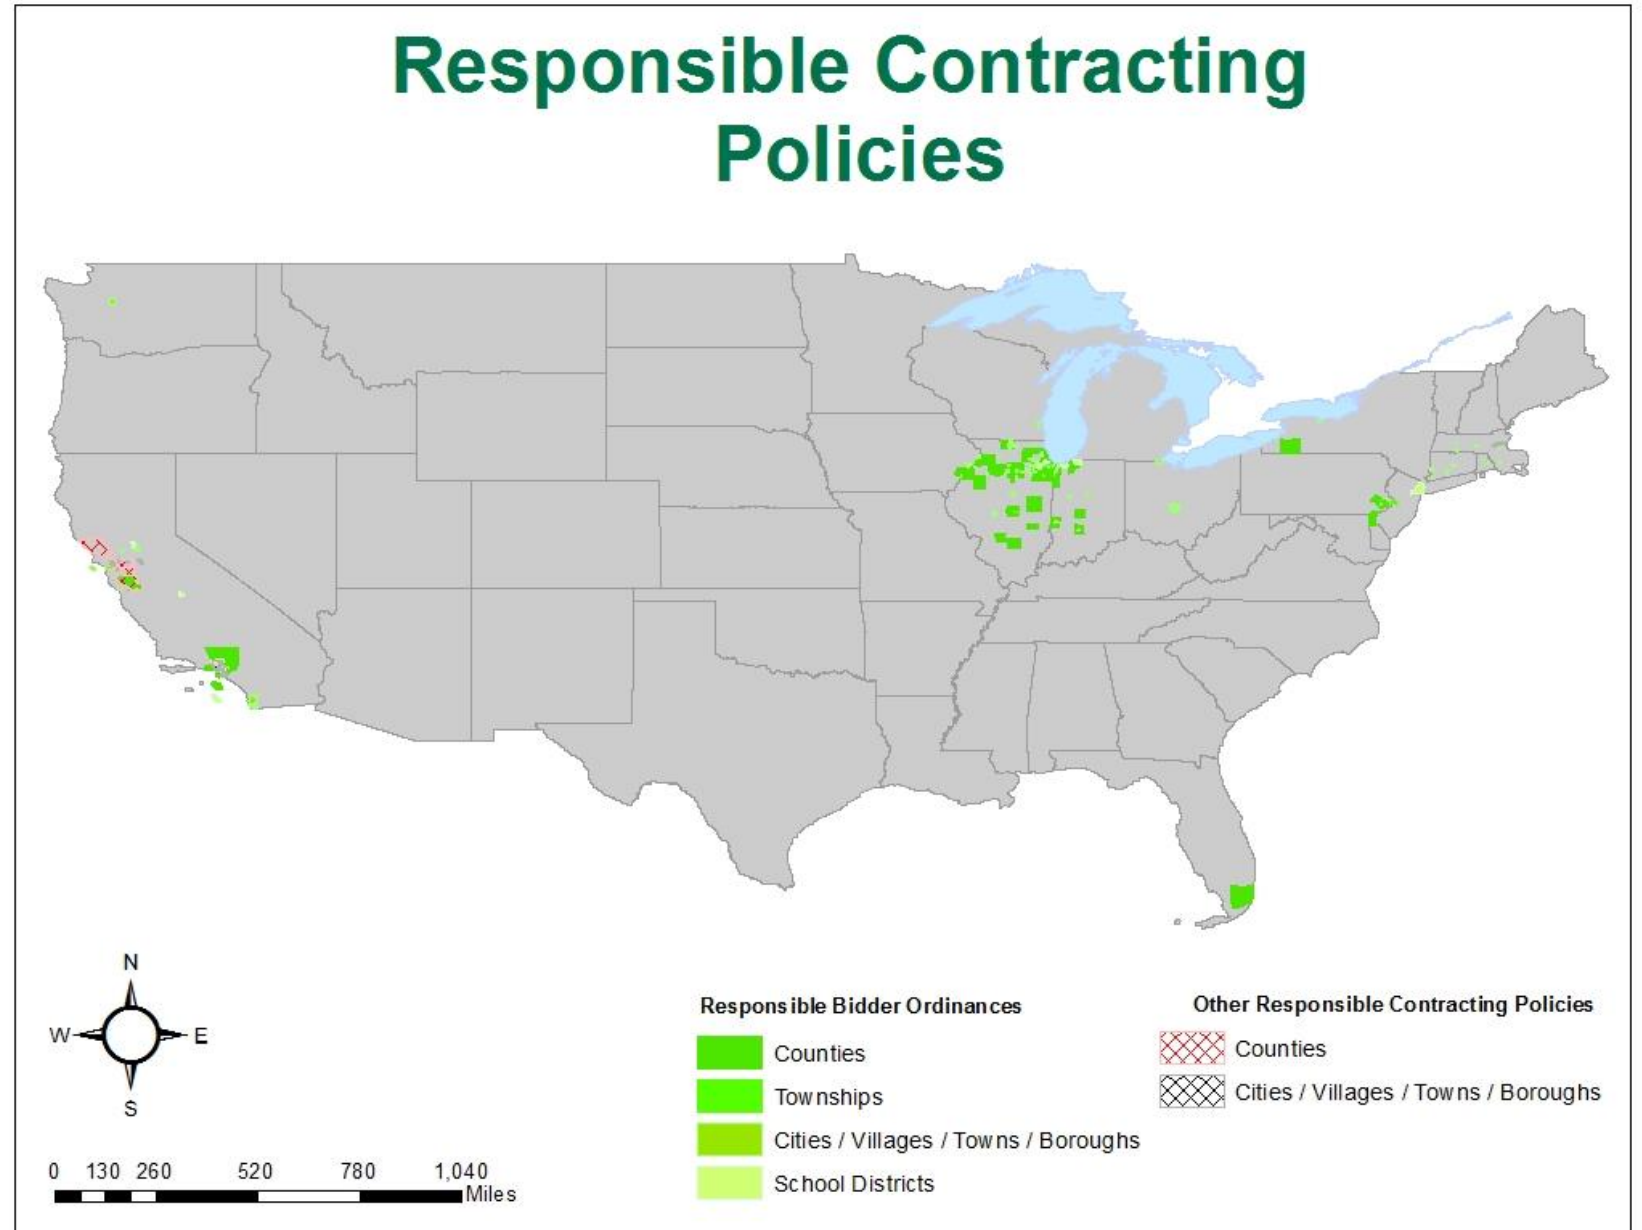 Responsible Contracting
Policies
N
W E
S
0 130 260 520 780 1,040
Miles
Responsible Bidder Ordinances
Counties
Townships
Cities / Villages / Towns / Boroughs
School Districts
Other Responsible Contracting Policies
Counties
Cities / Villages / Towns / Boroughs